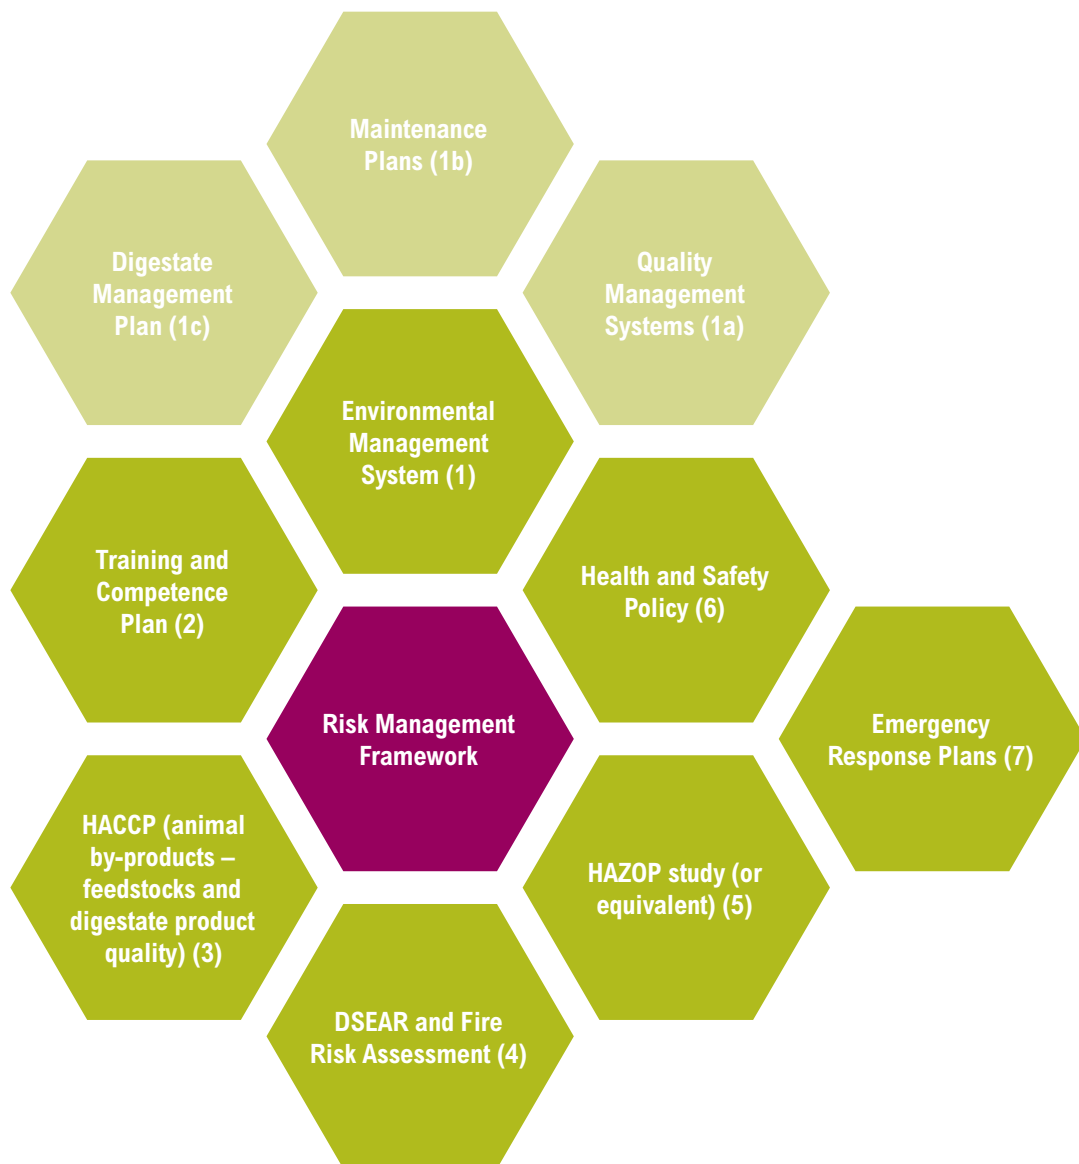 Maintenance
Plans (1b)
Digestate
Management
Plan (1c)
Quality
Management
Systems (1a)
Environmental
Management
System (1)
Training and
Competence
Plan (2)
Health and Safety
Policy (6)
Risk Management
Framework
Emergency
Response Plans (7)
HACCP (animal
by-products –
feedstocks and
digestate product
quality) (3)
HAZOP study (or
equivalent) (5)
DSEAR and Fire
Risk Assessment (4)